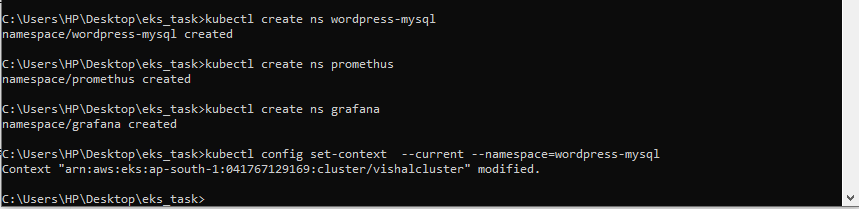 C:\Users\HP\Desktop\eks_task>kubectl create ns wordpress-mysql
namespace/wordpress-mysql created
C:\Users\HP\Desktop\eks_task>kubectl create ns promethus
namespace/promethus created
C:\Users\HP\Desktop\eks_task>kubectl create ns grafana
namespace/grafana created
C:\Users\HP\Desktop\eks_task>kubectl config set-context  --current --namespace=wordpress-mysql
Context "arn:aws:eks:ap-south-1:041767129169:cluster/vishalcluster" modified.
C:\Users\HP\Desktop\eks_task>